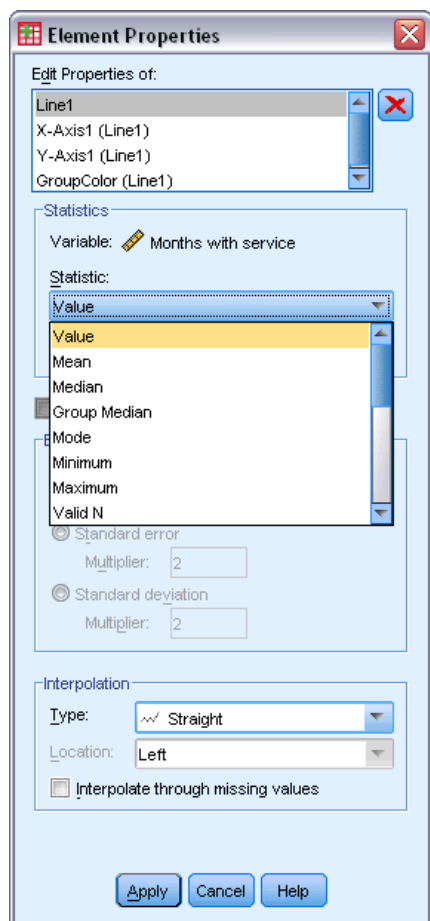 Element Properties
Edit Properties of:
Line1
X-Axis1 (Line1)
Y-Axis1 (Line1)
GroupColor (Line1)
Statistics
Variable: Months with service
Statistic:
Value
Value
Mean
Median
Group Median
Mode
Minimum
Maximum
Valid N
Standard error
Multiplier: 2
Standard deviation
Multiplier: 2
Interpolation
Type: Straight
Location: Left
Interpolate through missing values
Apply Cancel Help